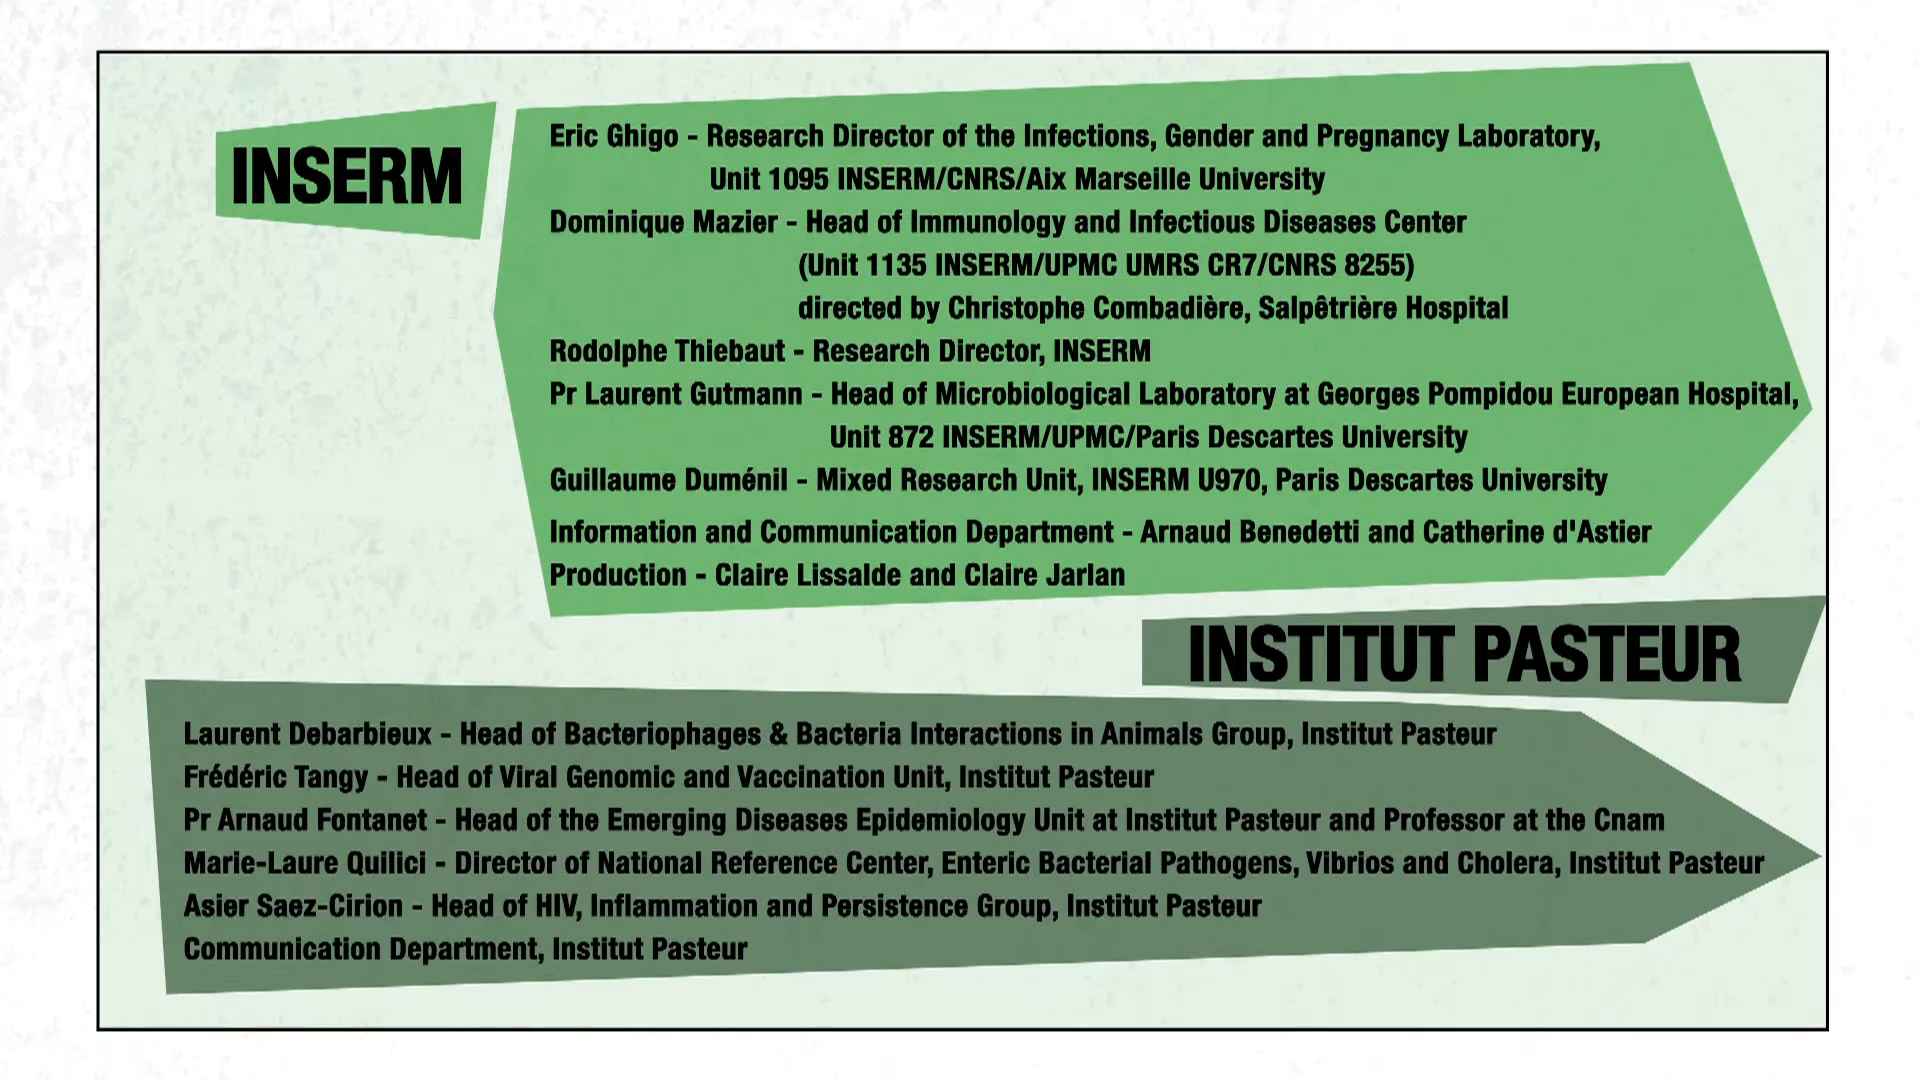 INSERM
Eric Ghigo - Research Director of the Infections, Gender and Pregnancy Laboratory,
Unit 1095 INSERM/CNRS/Aix Marseille University
Dominique Mazier - Head of Immunology and Infectious Diseases Center
(Unit 1135 INSERM/UPMC UMRS CR7/CNRS 8255)
directed by Christophe Combadière, Salpêtrière Hospital
Rodolphe Thiebaut - Research Director, INSERM
Pr Laurent Gutmann - Head of Microbiological Laboratory at Georges Pompidou European Hospital,
Unit 872 INSERM/UPMC/Paris Descartes University
Guillaume Duménil - Mixed Research Unit, INSERM U970, Paris Descartes University
Information and Communication Department - Arnaud Benedetti and Catherine d'Astier
Production - Claire Lissalde and Claire Jarlan
INSTITUT PASTEUR
Laurent Debarbieux - Head of Bacteriophages & Bacteria Interactions in Animals Group, Institut Pasteur
Frédéric Tangy - Head of Viral Genomic and Vaccination Unit, Institut Pasteur
Pr Arnaud Fontanet - Head of the Emerging Diseases Epidemiology Unit at Institut Pasteur and Professor at the Cnam
Marie-Laure Quilici - Director of National Reference Center, Enteric Bacterial Pathogens, Vibrios and Cholera, Institut Pasteur
Asier Saez-Cirion - Head of HIV, Inflammation and Persistence Group, Institut Pasteur
Communication Department, Institut Pasteur